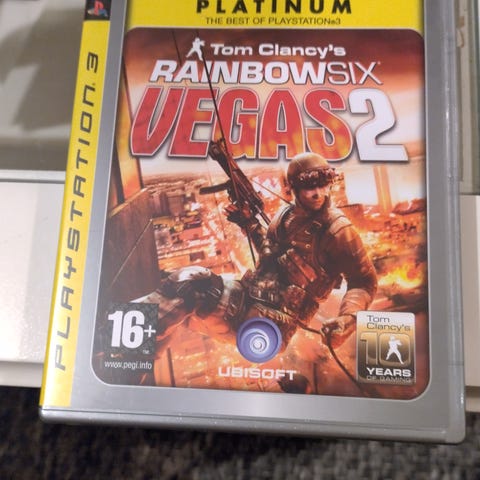 PLATINUM
THE BEST OF PLAYSTATION®3
Tom Clancy's
RAINBOWSIX
VEGAS2
PLAYSTATION®3
16+
www.pegi.info
UBISOFT
Tom
Clancy's
10
YEARS
OF GAMING